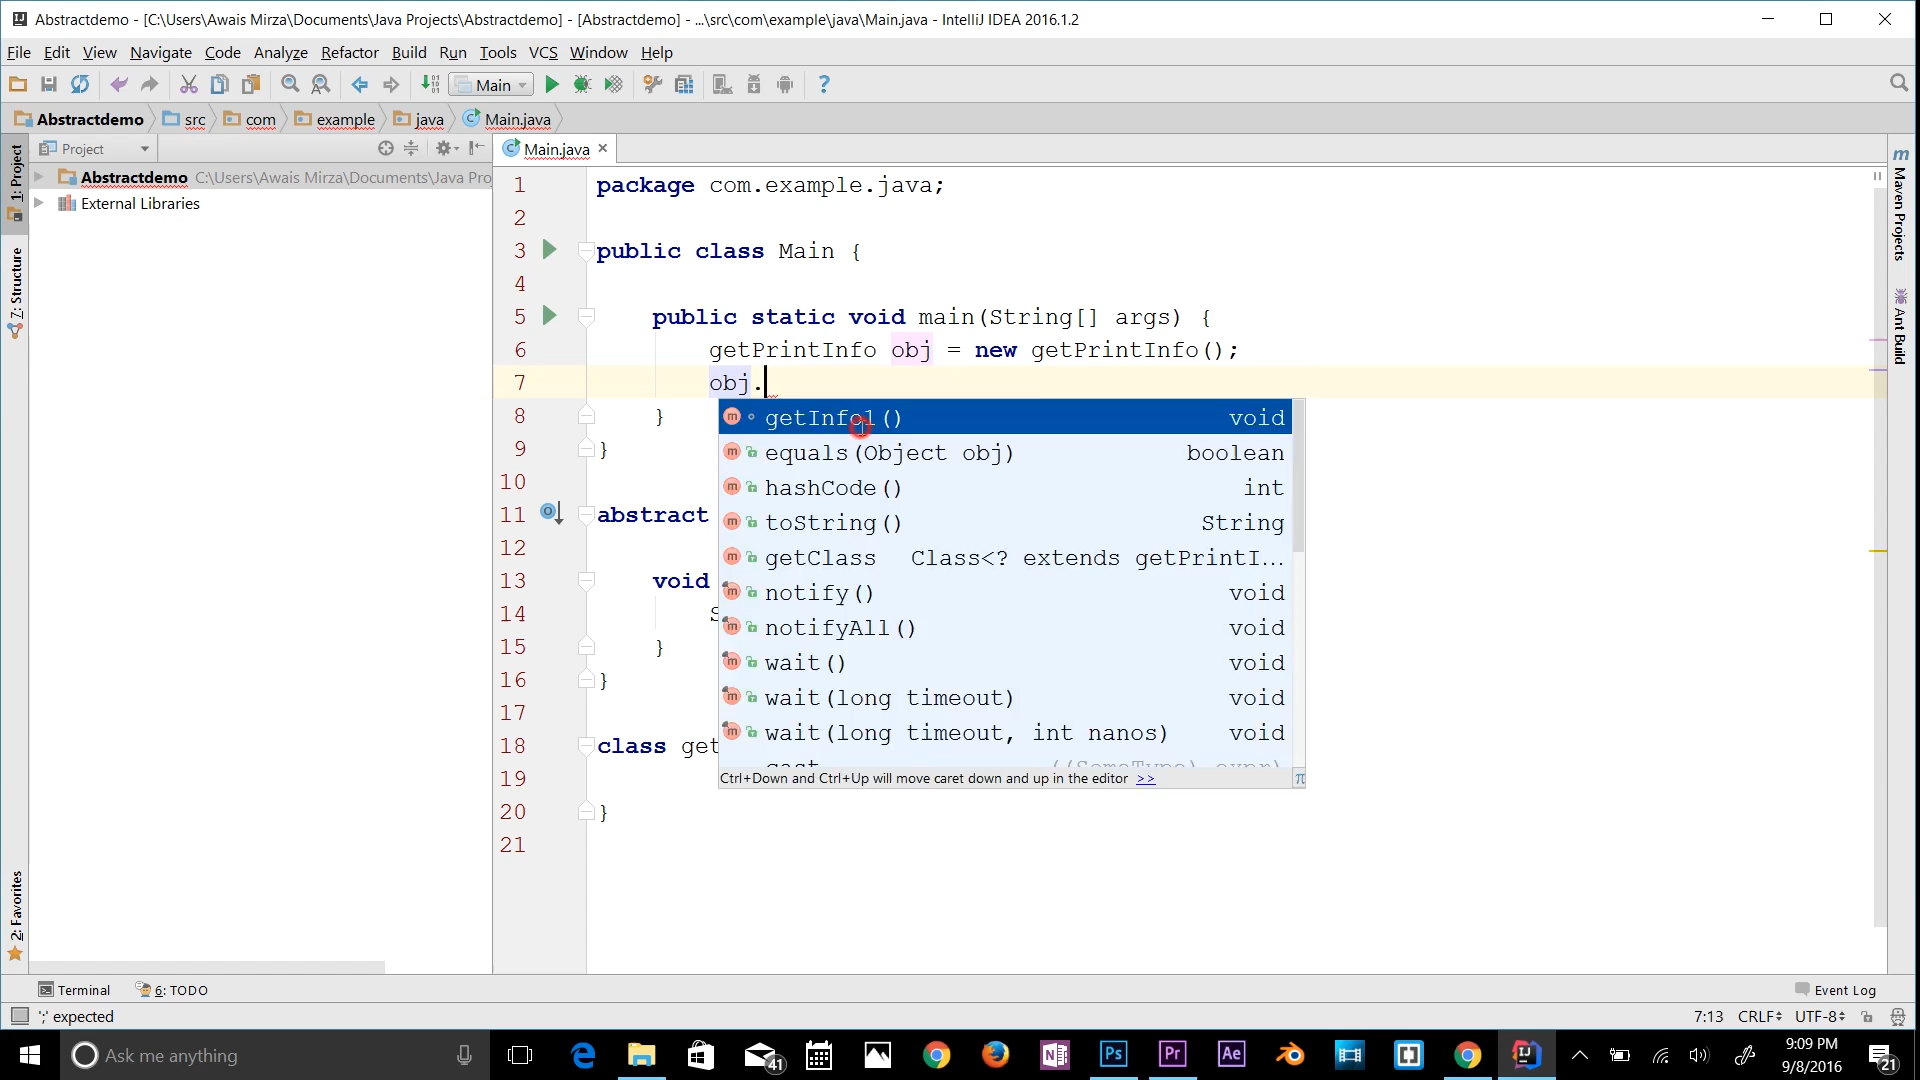 Abstractdemo - [C:\Users\Awais Mirza\Documents\Java Projects\Abstractdemo] - [Abstractdemo] - ...\src\com\example\java\Main.java - IntelliJ IDEA 2016.1.2
File Edit View Navigate Code Analyze Refactor Build Run Tools VCS Window Help
Main
Abstractdemo src com example java Main.java
Project
Main.java
1: Project
7: Structure
2: Favorites
Abstractdemo C:\Users\Awais Mirza\Documents\Java Pro
External Libraries
1 package com.example.java;
2
3 public class Main {
4
5 public static void main(String[] args) {
6 getPrintInfo obj = new getPrintInfo();
7 obj.
8 }
9 }
10
11 abstract
12
13 void
14 S
15 }
16 }
17
18 class get
19
20 }
21
getInfo1() void
equals(Object obj) boolean
hashCode() int
toString() String
getClass Class<? extends getPrintI...
notify() void
notifyAll() void
wait() void
wait(long timeout) void
wait(long timeout, int nanos) void
cast ((SomeType) expr)
Ctrl+Down and Ctrl+Up will move caret down and up in the editor >> π
m Maven Projects
Ant Build
Terminal 6: TODO Event Log
';' expected 7:13 CRLF UTF-8
Ask me anything
41
Ps Pr Ae
9:09 PM
9/8/2016
21